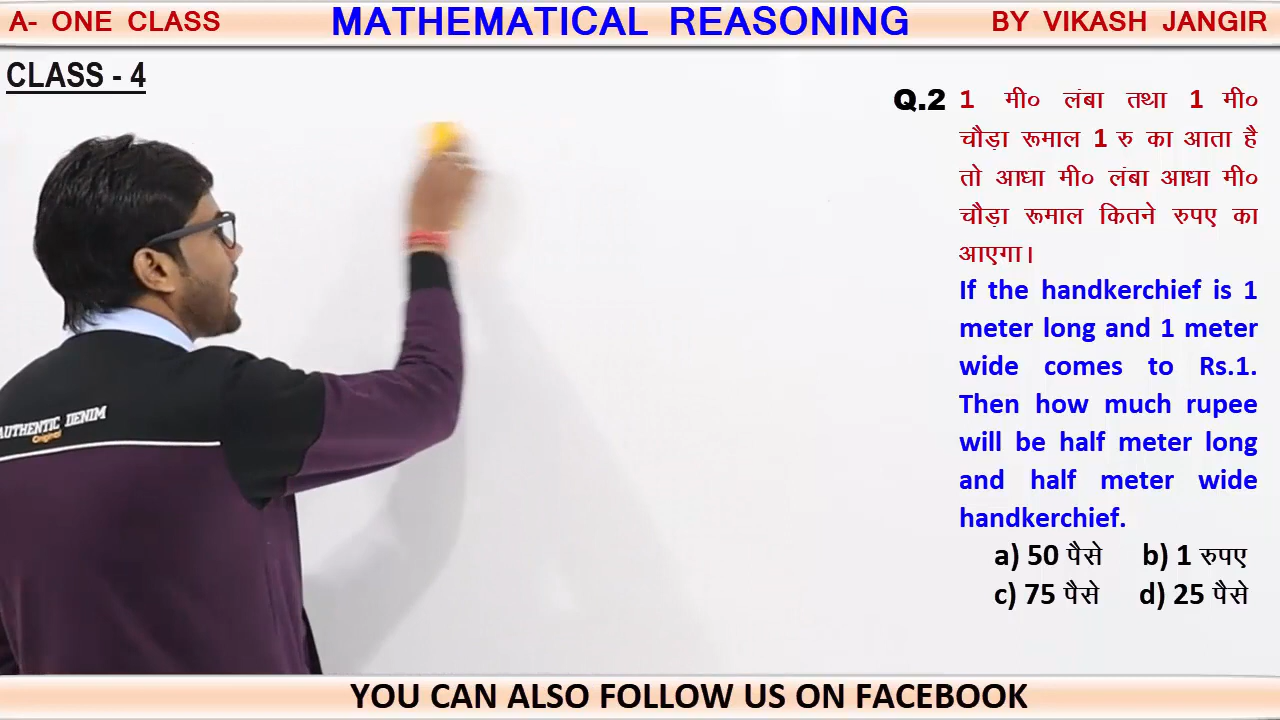 A- ONE CLASS
MATHEMATICAL REASONING
BY VIKASH JANGIR
CLASS - 4
Q.2 1 मी० लंबा तथा 1 मी०
चौड़ा रूमाल 1 रु का आता है
तो आधा मी० लंबा आधा मी०
चौड़ा रूमाल कितने रुपए का
आएगा।
If the handkerchief is 1
meter long and 1 meter
wide comes to Rs.1.
Then how much rupee
will be half meter long
and half meter wide
handkerchief.
a) 50 पैसे b) 1 रुपए
c) 75 पैसे d) 25 पैसे
AUTHENTIC DENIM
Original
YOU CAN ALSO FOLLOW US ON FACEBOOK